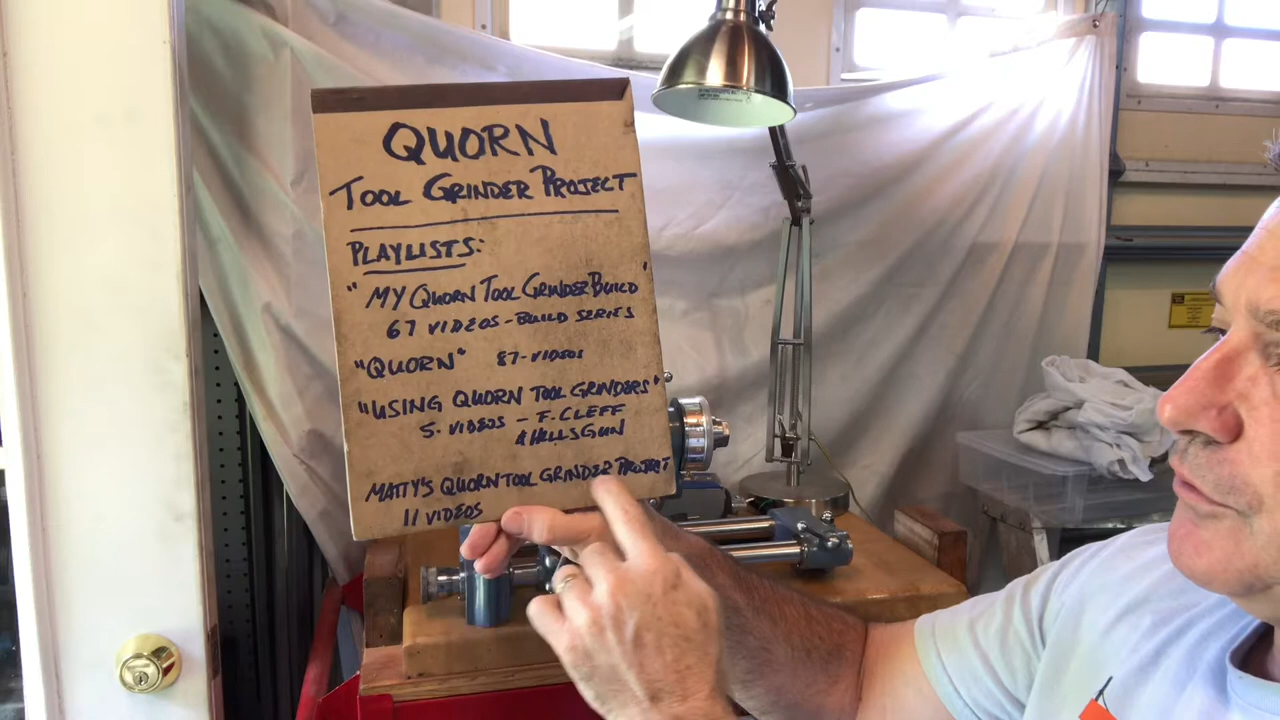 QUORN
TOOL GRINDER PROJECT
PLAYLISTS:
"MY QUORN TOOL GRINDER BUILD"
67 VIDEOS - BUILD SERIES
"QUORN" 87-VIDEOS
"USING QUORN TOOL GRINDERS"
5. VIDEOS - F. CLEFF
& HILLSGUN
MATTY'S QUORN TOOL GRINDER PROJECT
11 VIDEOS